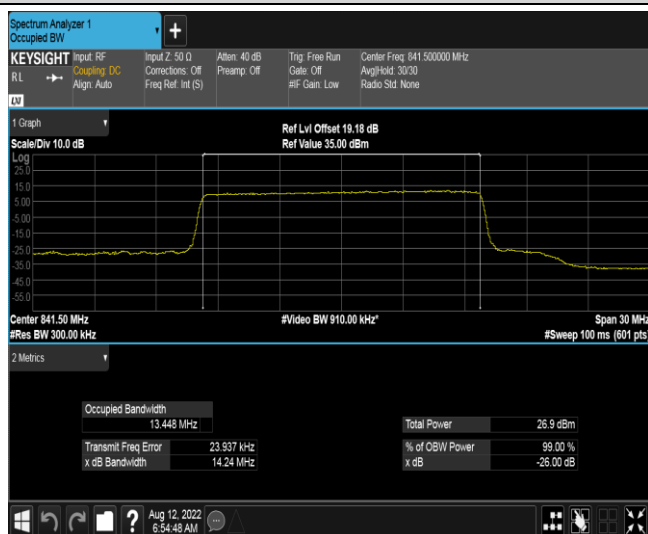 Spectrum Analyzer 1
Occupied BW
+
KEYSIGHT
RL
LXI
Input: RF
Coupling: DC
Align: Auto
Input Z: 50 Ω
Corrections: Off
Freq Ref: Int (S)
Atten: 40 dB
Preamp: Off
Trig: Free Run
Gate: Off
#IF Gain: Low
Center Freq: 841.500000 MHz
Avg|Hold: 30/30
Radio Std: None
1 Graph
Scale/Div 10.0 dB
Ref Lvl Offset 19.18 dB
Ref Value 35.00 dBm
Log
25.0
15.0
5.00
-5.00
-15.0
-25.0
-35.0
-45.0
-55.0
Center 841.50 MHz
#Res BW 300.00 kHz
#Video BW 910.00 kHz*
Span 30 MHz
#Sweep 100 ms (601 pts)
2 Metrics
Occupied Bandwidth
13.448 MHz
Transmit Freq Error 23.937 kHz
x dB Bandwidth 14.24 MHz
Total Power 26.9 dBm
% of OBW Power 99.00 %
x dB -26.00 dB
?
Aug 12, 2022
6:54:48 AM